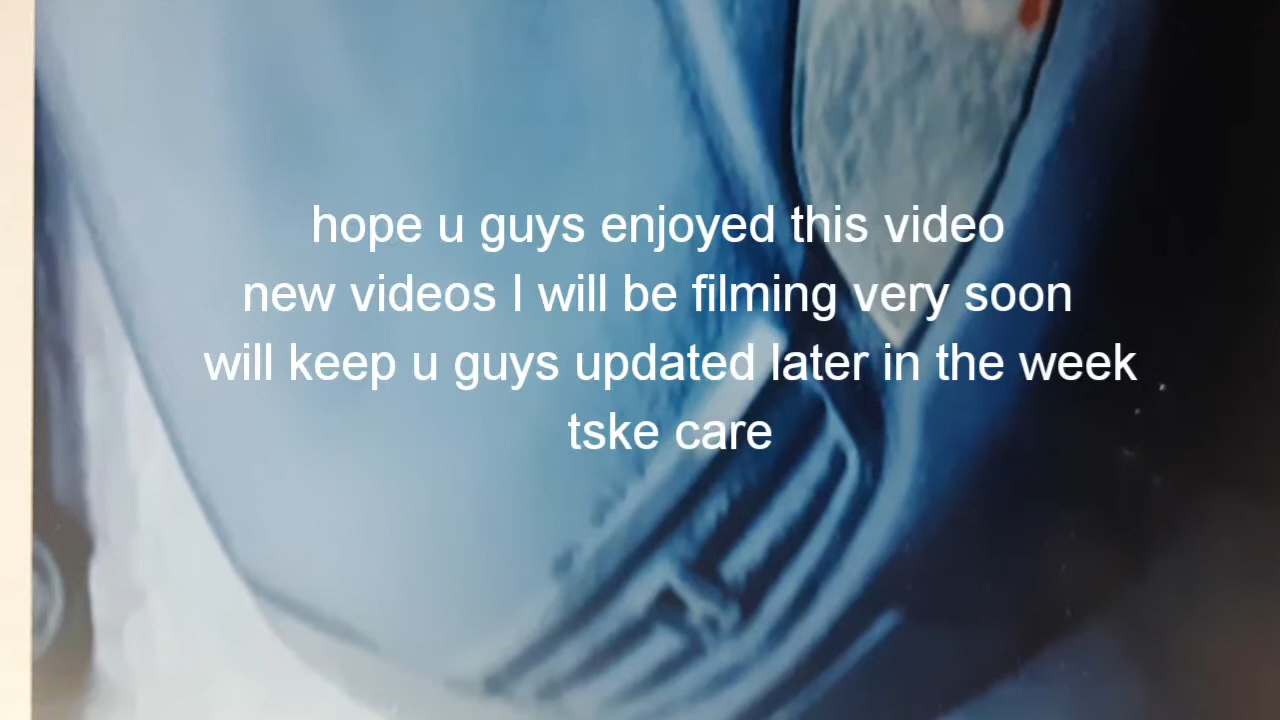 hope u guys enjoyed this video
new videos I will be filming very soon
will keep u guys updated later in the week
tske care